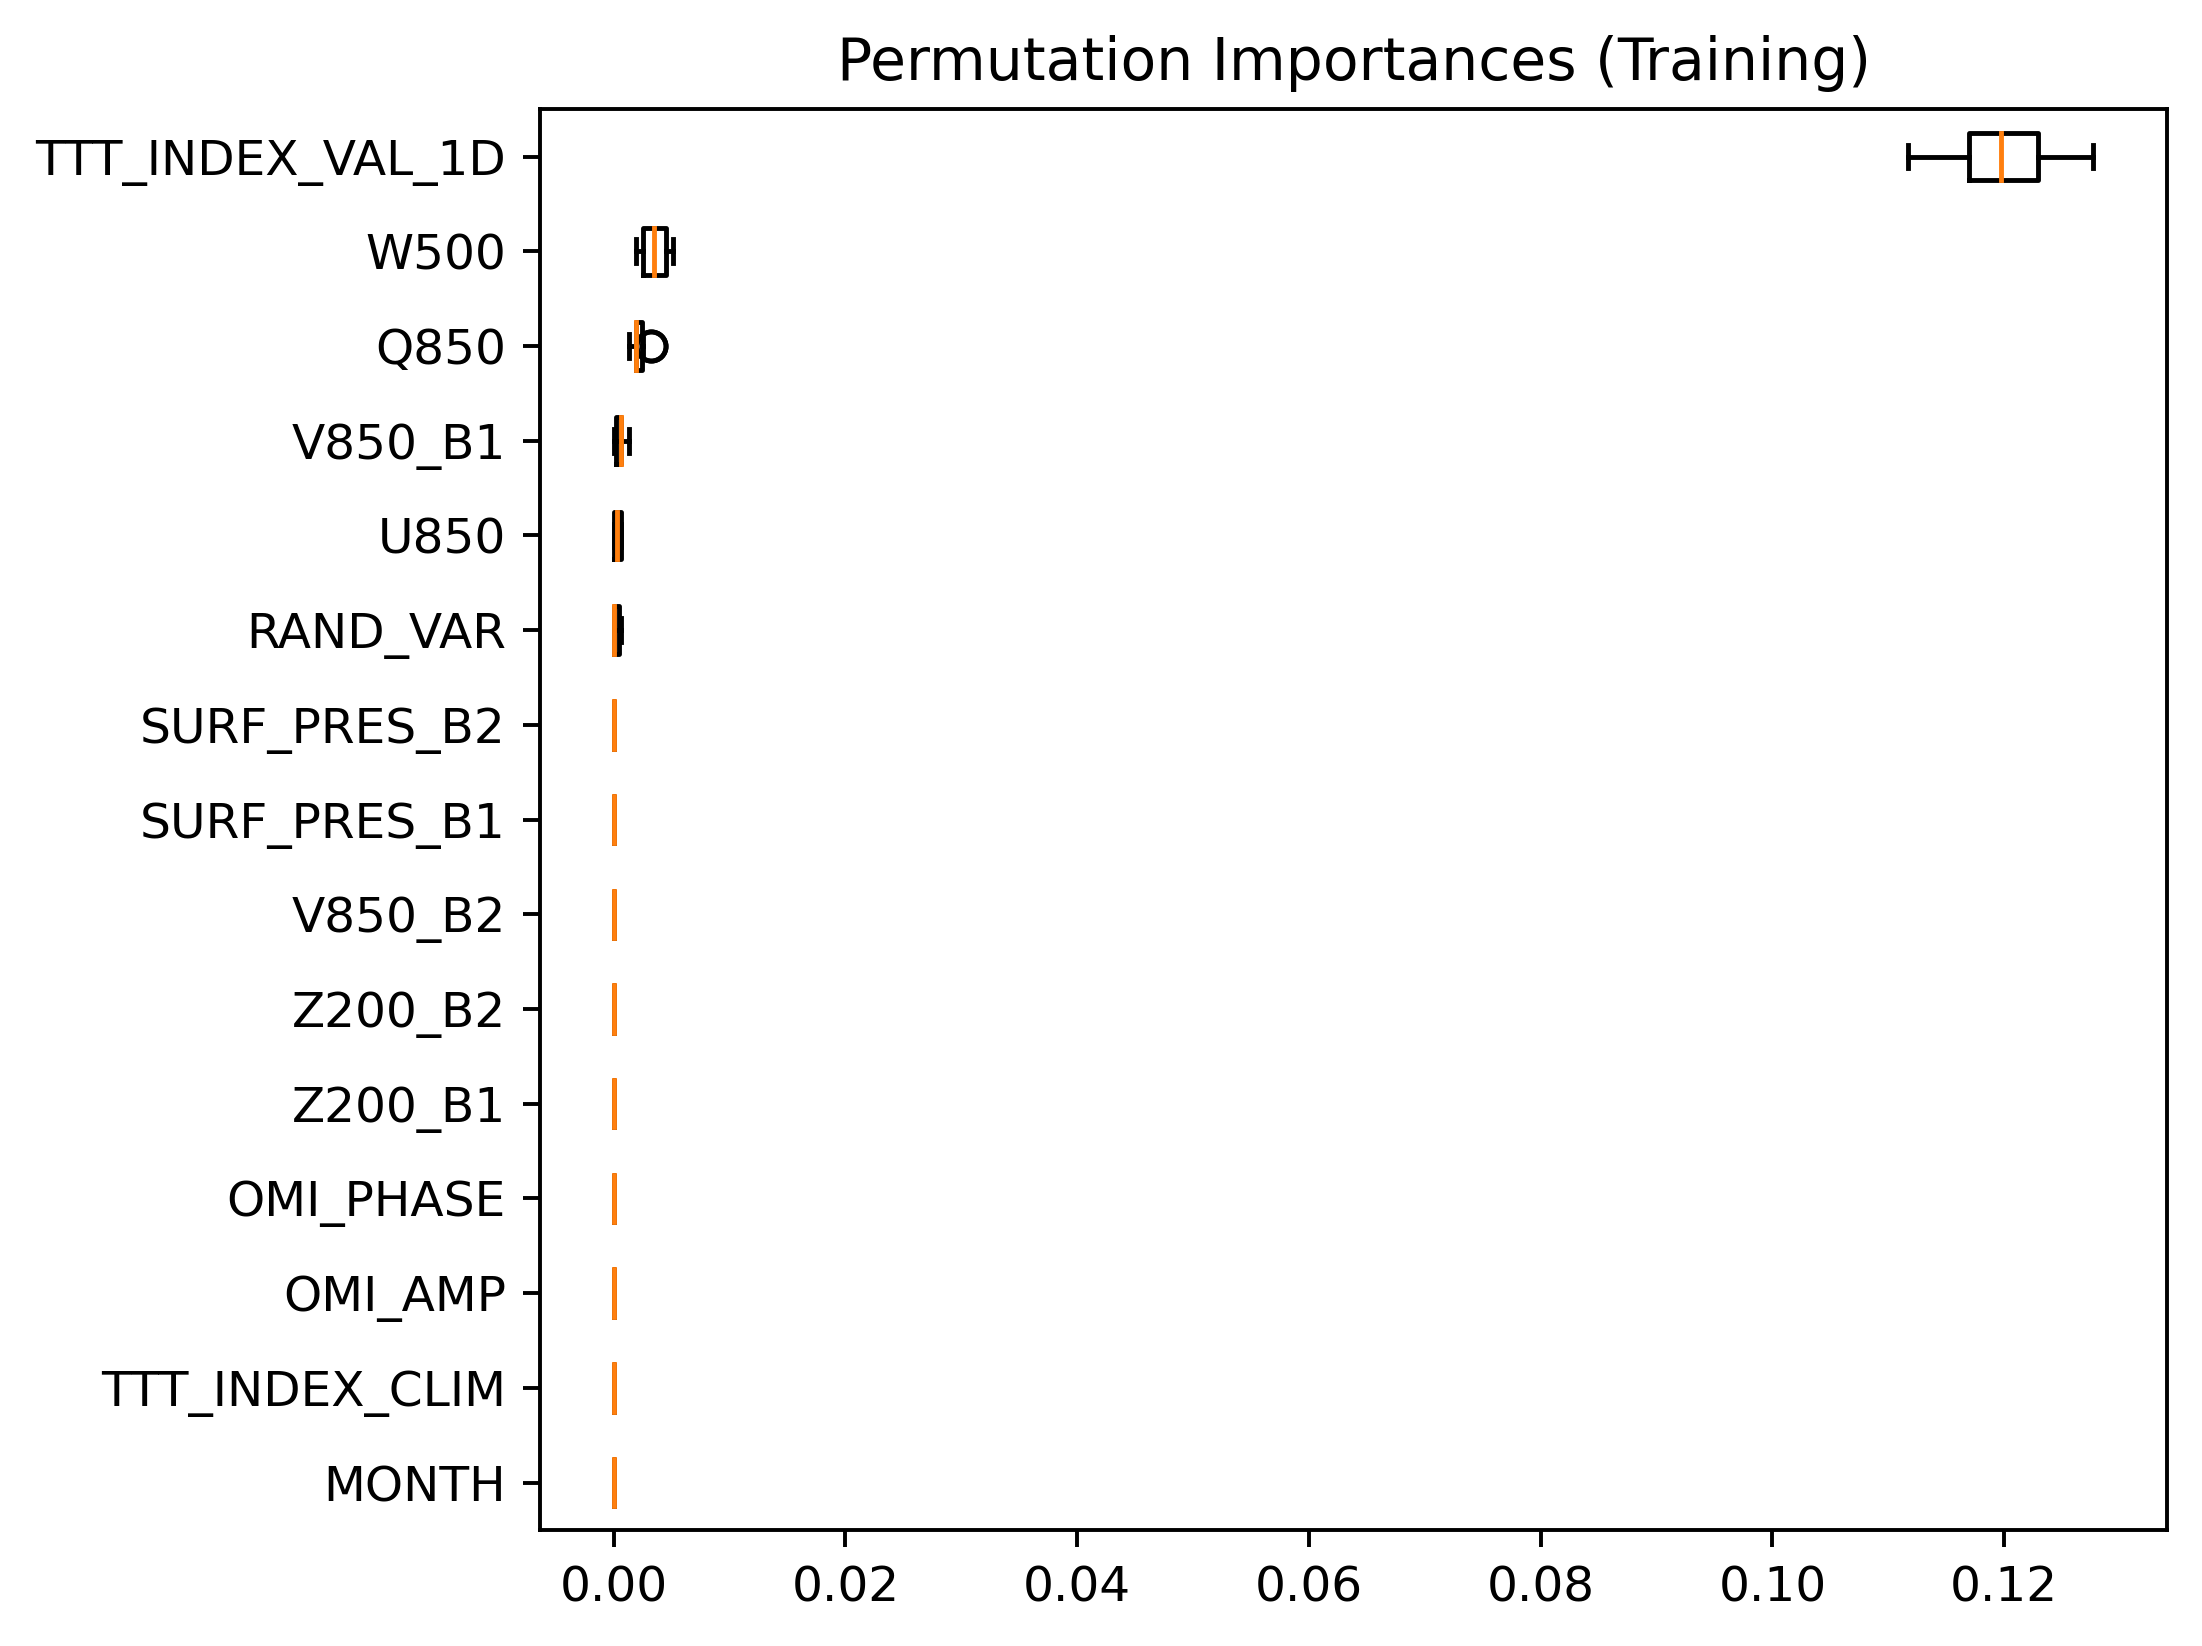 Permutation Importances (Training)
TTT_INDEX_VAL_1D
W500
Q850
V850_B1
U850
RAND_VAR
SURF_PRES_B2
SURF_PRES_B1
V850_B2
Z200_B2
Z200_B1
OMI_PHASE
OMI_AMP
TTT_INDEX_CLIM
MONTH
0.00 0.02 0.04 0.06 0.08 0.10 0.12